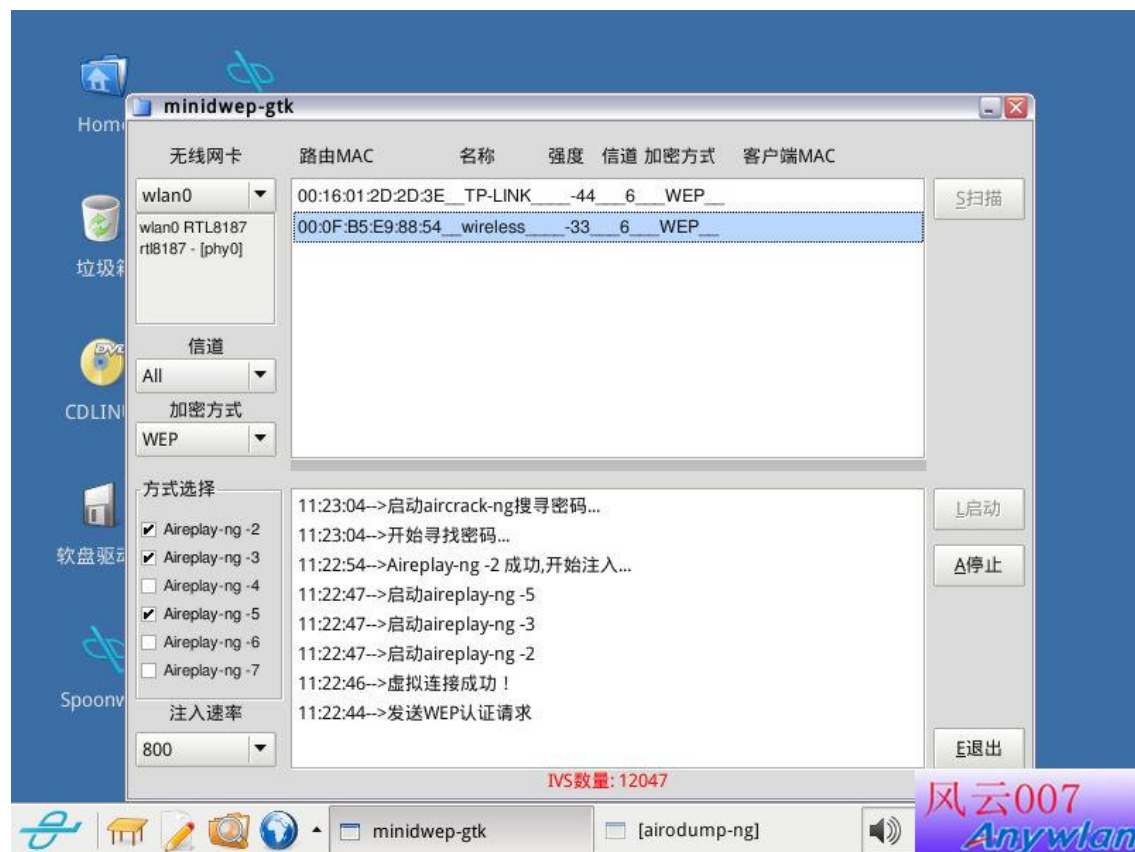 Home
垃圾
CDLIN
软盘驱
Spoonw
minidwep-gtk
无线网卡
wlan0
wlan0 RTL8187
rtl8187 - [phy0]
信道
All
加密方式
WEP
方式选择
Aireplay-ng -2
Aireplay-ng -3
Aireplay-ng -4
Aireplay-ng -5
Aireplay-ng -6
Aireplay-ng -7
注入速率
800
路由MAC 名称 强度 信道 加密方式 客户端MAC
00:16:01:2D:2D:3E__TP-LINK____-44___6___WEP__
00:0F:B5:E9:88:54__wireless____-33___6___WEP__
11:23:04-->启动aircrack-ng搜寻密码...
11:23:04-->开始寻找密码...
11:22:54-->Aireplay-ng -2 成功,开始注入...
11:22:47-->启动aireplay-ng -5
11:22:47-->启动aireplay-ng -3
11:22:47-->启动aireplay-ng -2
11:22:46-->虚拟连接成功！
11:22:44-->发送WEP认证请求
IVS数量: 12047
S扫描
L启动
A停止
E退出
minidwep-gtk
[airodump-ng]
风云007
Anywlan